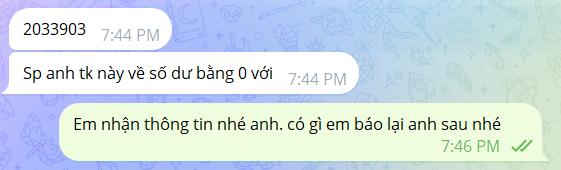 2033903
7:44 PM
Sp anh tk này về số dư bằng 0 với
7:44 PM
Em nhận thông tin nhé anh. có gì em báo lại anh sau nhé
7:46 PM